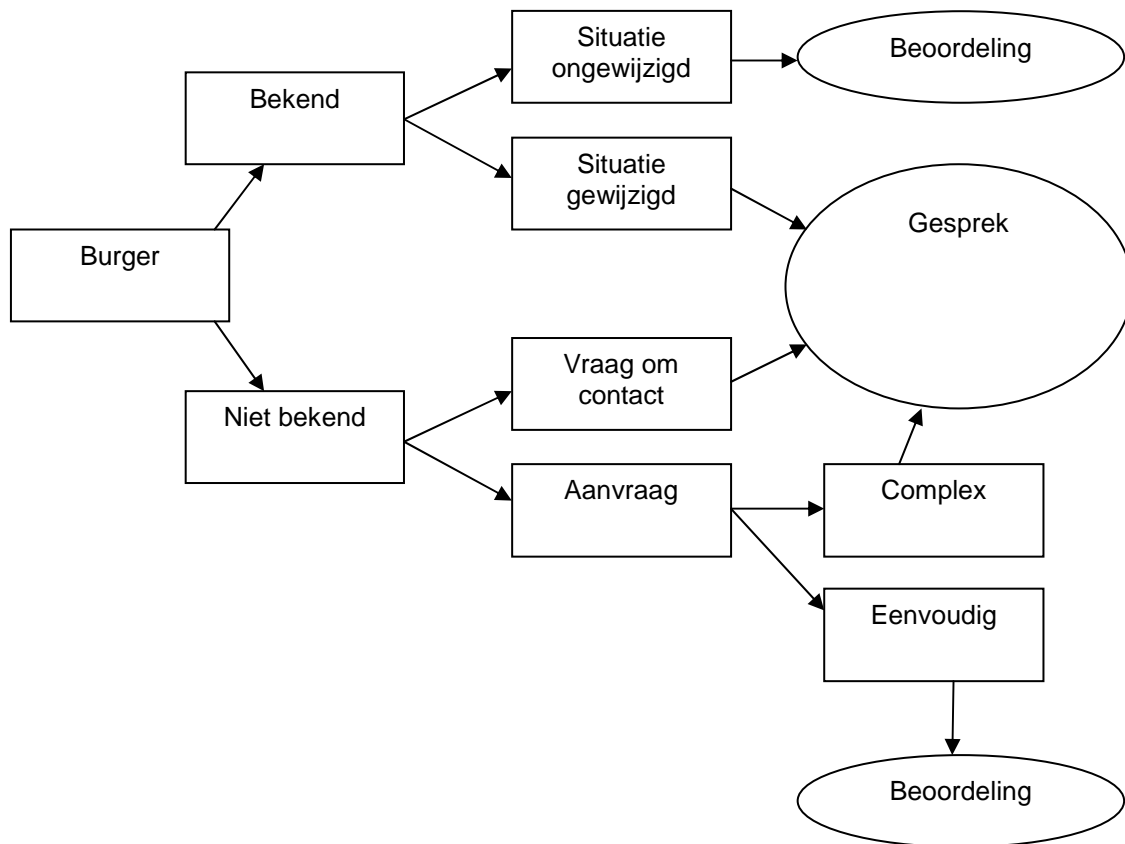 Situatie
ongewijzigd
Beoordeling
Bekend
Situatie
gewijzigd
Gesprek
Burger
Vraag om
contact
Niet bekend
Aanvraag
Complex
Eenvoudig
Beoordeling